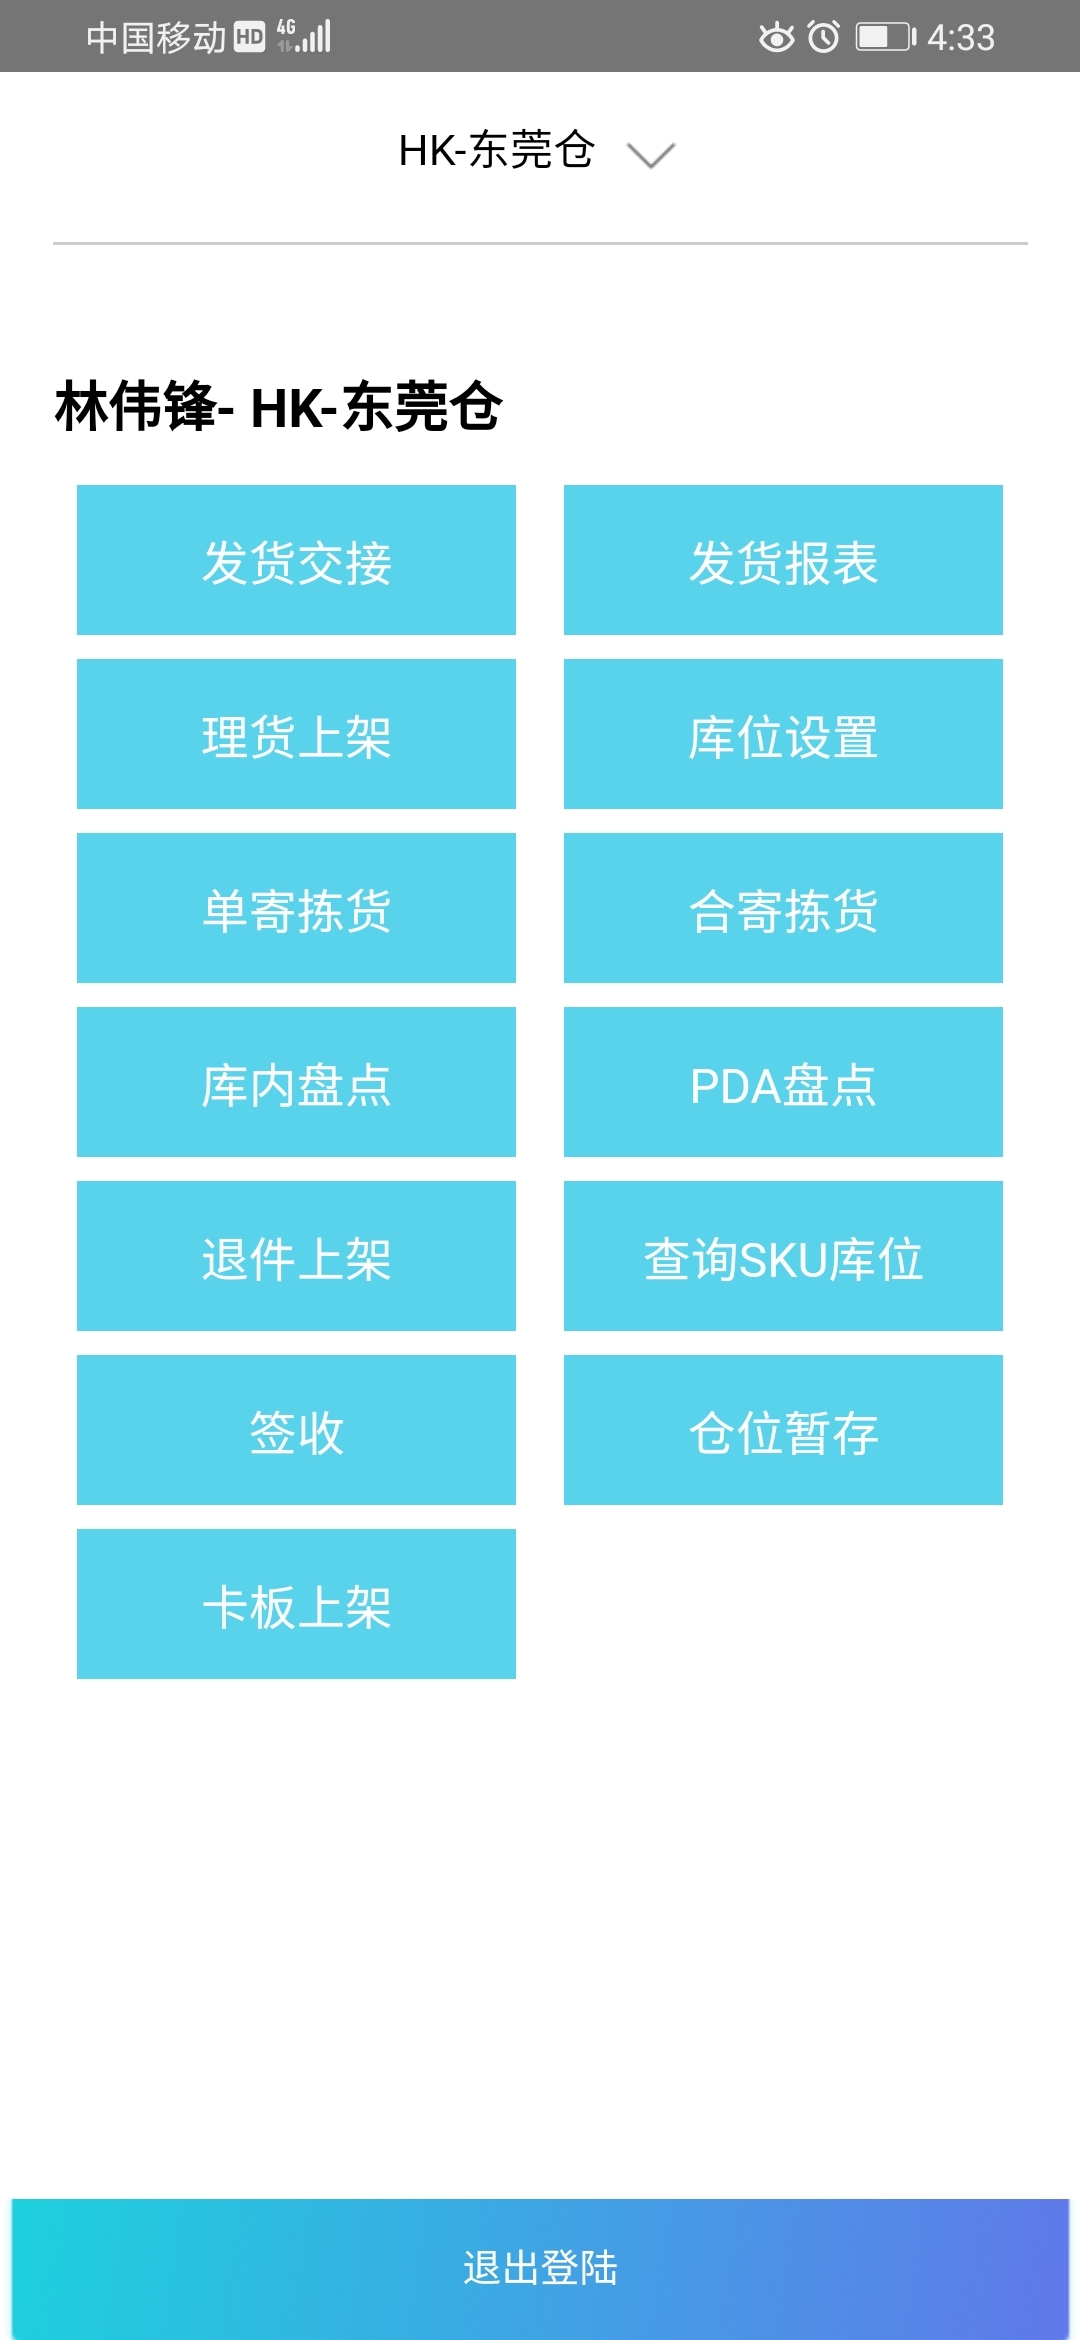 中国移动 HD 4G 4:33
HK-东莞仓
林伟锋- HK-东莞仓
发货交接 发货报表
理货上架 库位设置
单寄拣货 合寄拣货
库内盘点 PDA盘点
退件上架 查询SKU库位
签收 仓位暂存
卡板上架
退出登陆